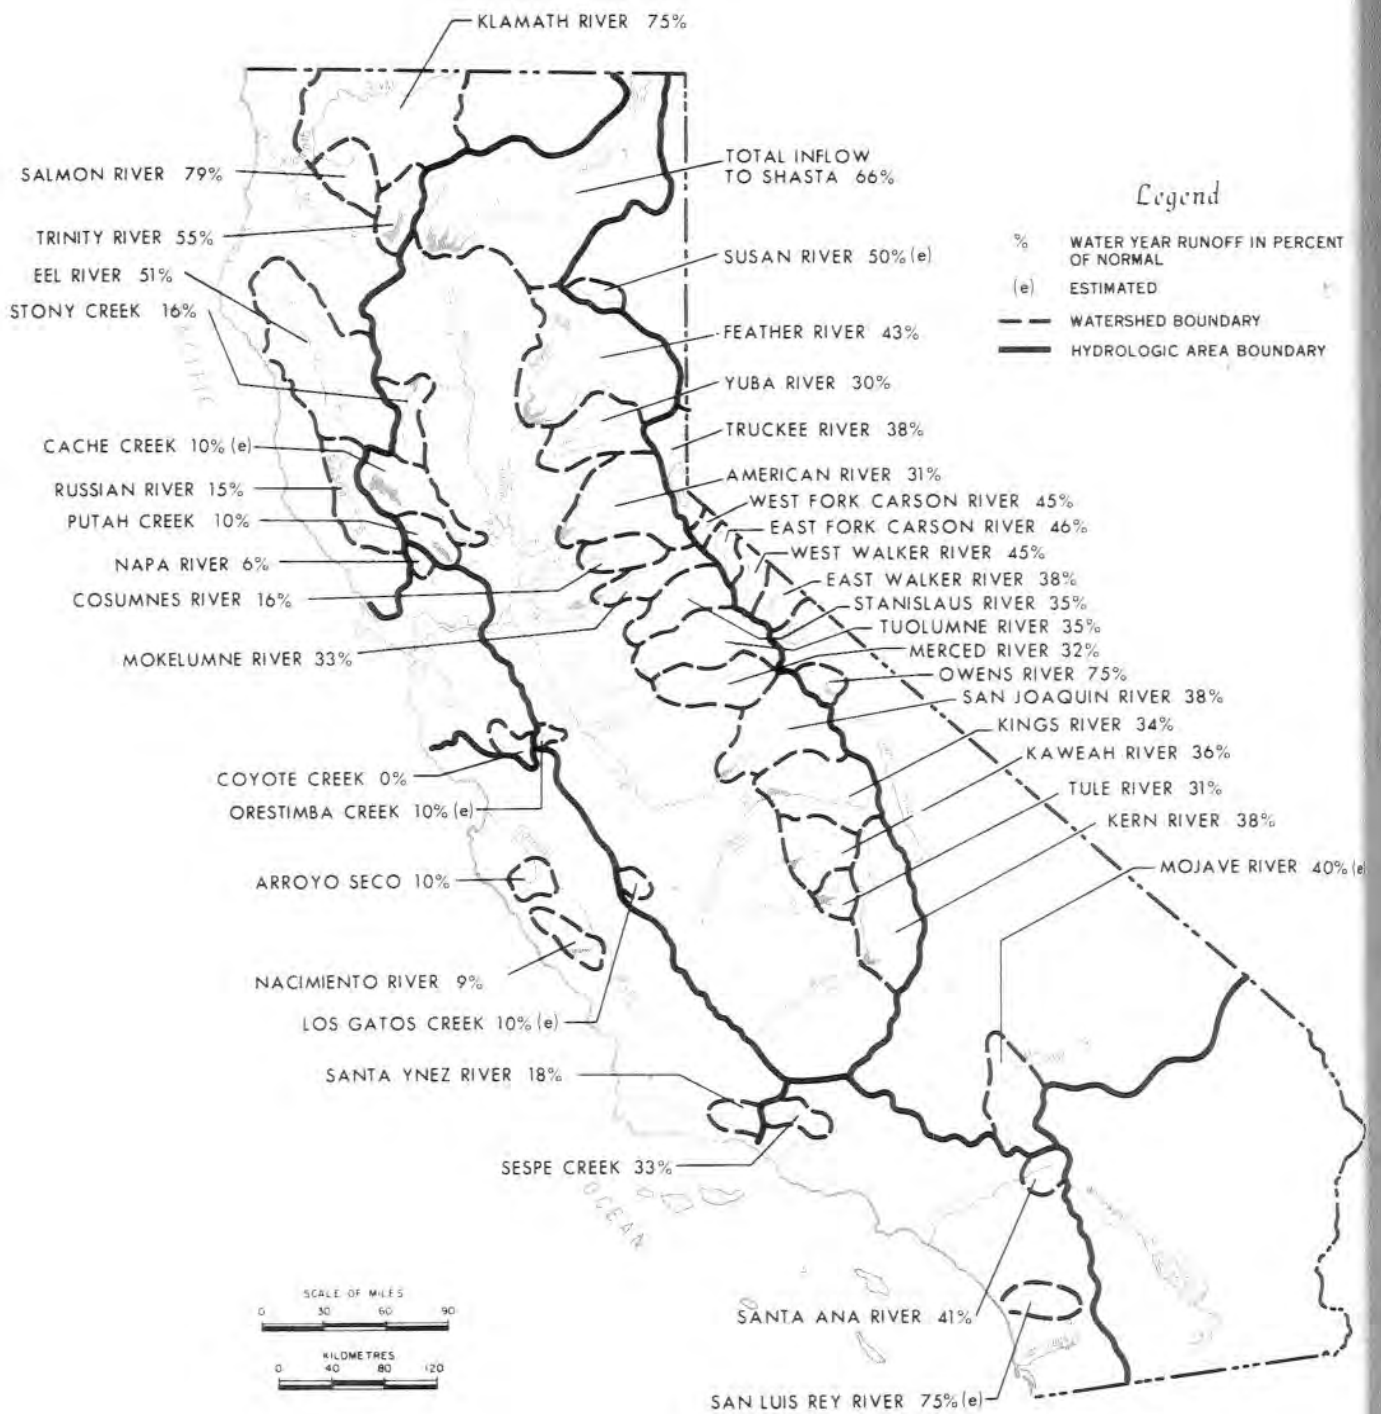 KLAMATH RIVER 75%
SALMON RIVER 79%
TRINITY RIVER 55%
EEL RIVER 51%
STONY CREEK 16%
CACHE CREEK 10% (e)
RUSSIAN RIVER 15%
PUTAH CREEK 10%
NAPA RIVER 6%
COSUMNES RIVER 16%
MOKELUMNE RIVER 33%
COYOTE CREEK 0%
ORESTIMBA CREEK 10% (e)
ARROYO SECO 10%
NACIMIENTO RIVER 9%
LOS GATOS CREEK 10% (e)
SANTA YNEZ RIVER 18%
SESPE CREEK 33%
TOTAL INFLOW
TO SHASTA 66%
SUSAN RIVER 50% (e)
FEATHER RIVER 43%
YUBA RIVER 30%
TRUCKEE RIVER 38%
AMERICAN RIVER 31%
WEST FORK CARSON RIVER 45%
EAST FORK CARSON RIVER 46%
WEST WALKER RIVER 45%
EAST WALKER RIVER 38%
STANISLAUS RIVER 35%
TUOLUMNE RIVER 35%
MERCED RIVER 32%
OWENS RIVER 75%
SAN JOAQUIN RIVER 38%
KINGS RIVER 34%
KAWEAH RIVER 36%
TULE RIVER 31%
KERN RIVER 38%
MOJAVE RIVER 40% (e)
SANTA ANA RIVER 41%
SAN LUIS REY RIVER 75% (e)
Legend
% WATER YEAR RUNOFF IN PERCENT
OF NORMAL
(e) ESTIMATED
WATERSHED BOUNDARY
HYDROLOGIC AREA BOUNDARY
PACIFIC
OCEAN
SCALE OF MILES
0 30 60 90
KILOMETRES
0 40 80 120